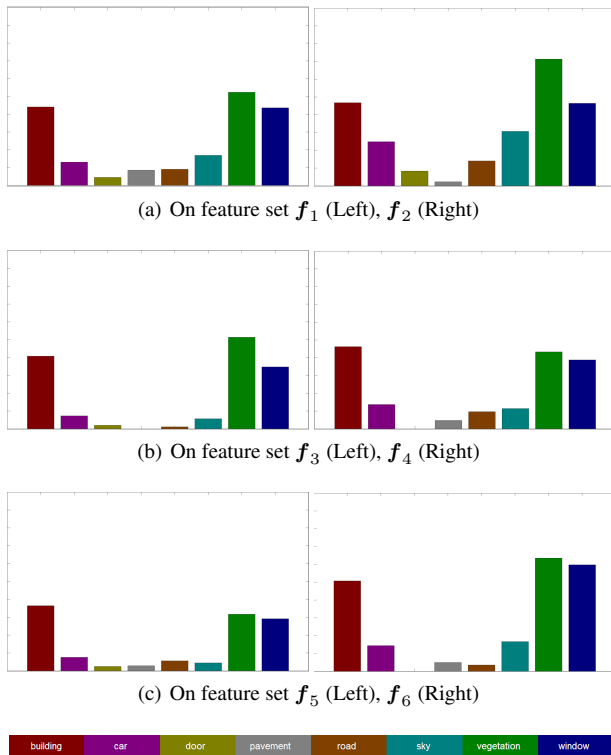 (a) On feature set f1 (Left), f2 (Right)
(b) On feature set f3 (Left), f4 (Right)
(c) On feature set f5 (Left), f6 (Right)
building car door pavement road sky vegetation window